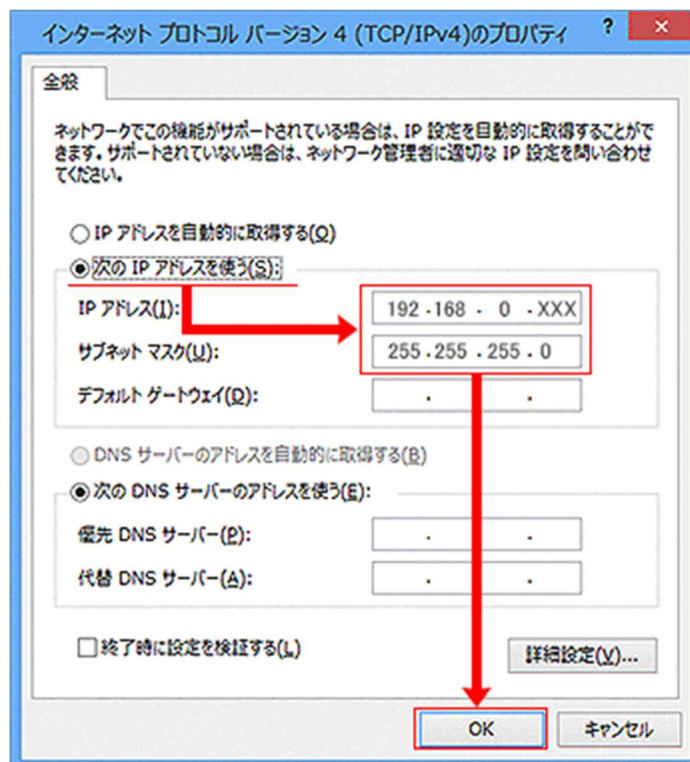 インターネット プロトコル バージョン 4 (TCP/IPv4)のプロパティ ? ×
全般
ネットワークでこの機能がサポートされている場合は、IP 設定を自動的に取得することがで
きます。サポートされていない場合は、ネットワーク管理者に適切な IP 設定を問い合わせ
てください。
IP アドレスを自動的に取得する(O)
次の IP アドレスを使う(S):
IP アドレス(I): 192 . 168 . 0 . XXX
サブネット マスク(U): 255 . 255 . 255 . 0
デフォルト ゲートウェイ(D): . . .
DNS サーバーのアドレスを自動的に取得する(B)
次の DNS サーバーのアドレスを使う(E):
優先 DNS サーバー(P): . . .
代替 DNS サーバー(A): . . .
終了時に設定を検証する(L)
詳細設定(V)...
OK キャンセル